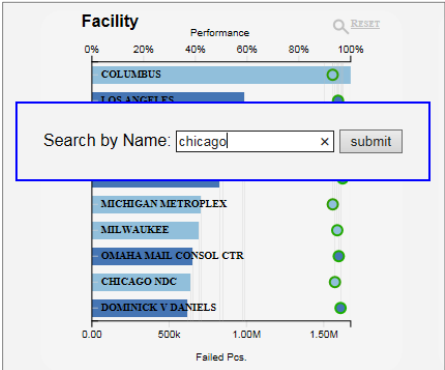 Facility
RESET
Performance
0% 20% 40% 60% 80% 100%
COLUMBUS
LOS ANGELES
Search by Name: chicago × submit
MICHIGAN METROPLEX
MILWAUKEE
OMAHA MAIL CONSOL CTR
CHICAGO NDC
DOMINICK V DANIELS
0.00 500k 1.00M 1.50M
Failed Pos.